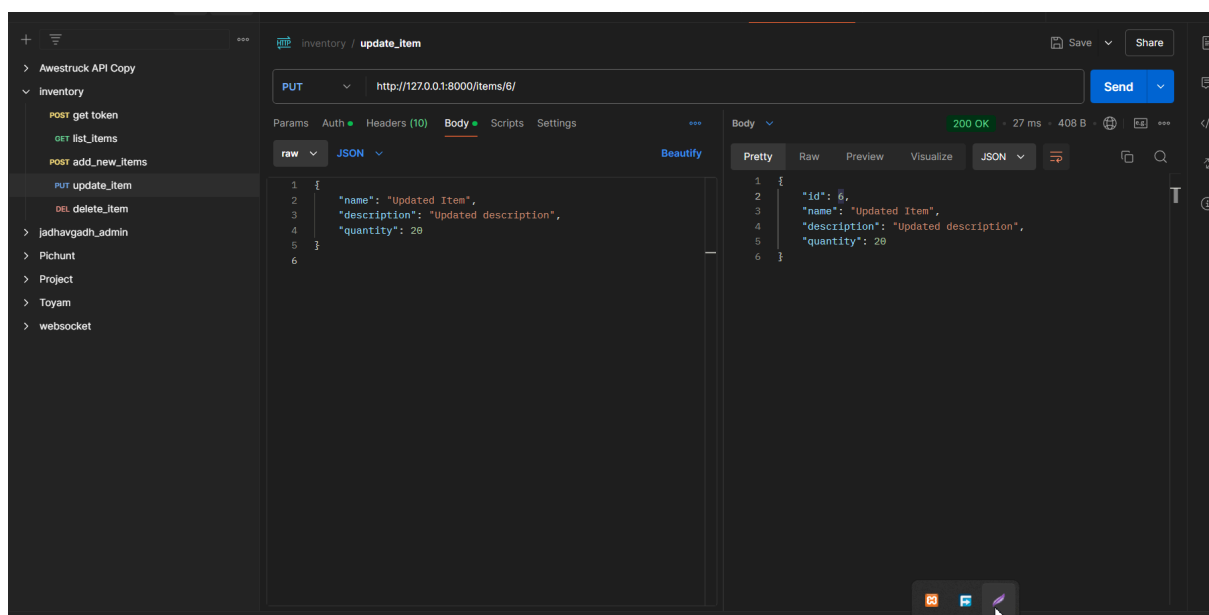 inventory / update_item
Save
Share
Awestruck API Copy
inventory
POST get token
GET list_items
POST add_new_items
PUT update_item
DEL delete_item
jadhavgadh_admin
Pichunt
Project
Toyam
websocket
PUT
http://127.0.0.1:8000/items/6/
Send
Params Auth Headers (10) Body Scripts Settings
raw JSON Beautify
1 {
2 "name": "Updated Item",
3 "description": "Updated description",
4 "quantity": 20
5 }
6
Body 200 OK 27 ms 408 B e.g.
Pretty Raw Preview Visualize JSON
1 {
2 "id": 6,
3 "name": "Updated Item",
4 "description": "Updated description",
5 "quantity": 20
6 }